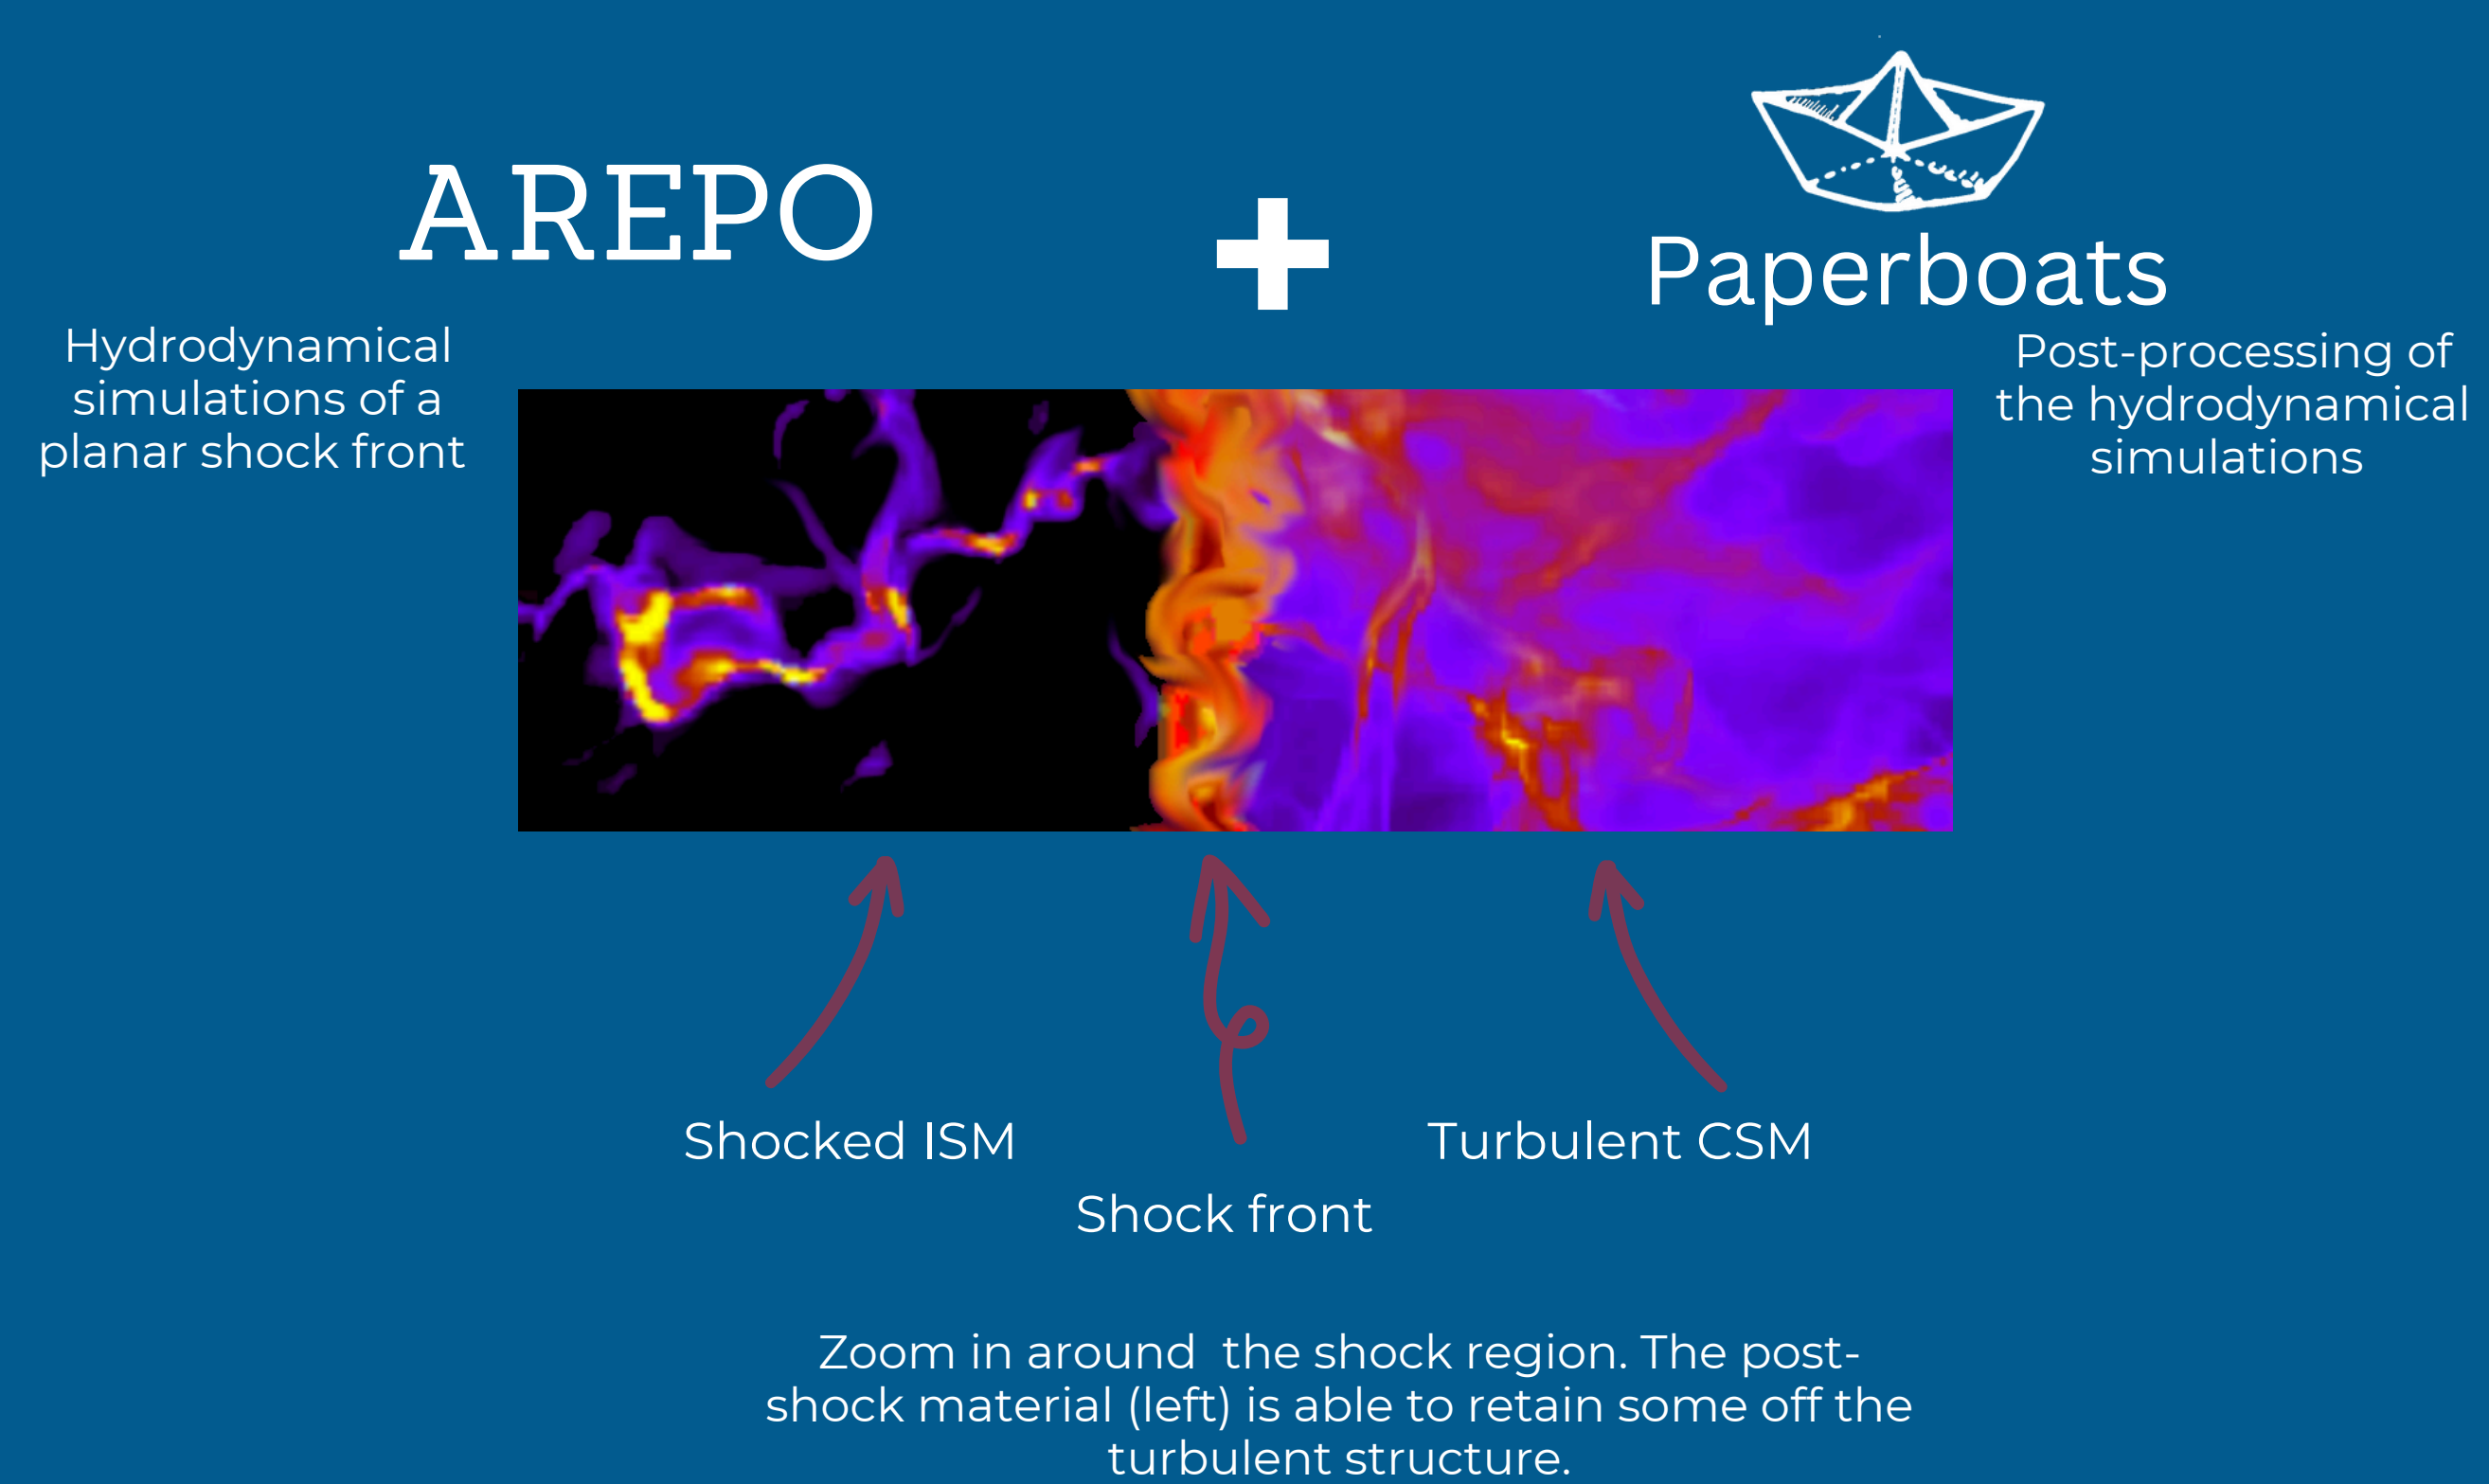 AREPO
Hydrodynamical
simulations of a
planar shock front
+
Paperboats
Post-processing of
the hydrodynamical
simulations
Shocked ISM
Shock front
Turbulent CSM
Zoom in around  the shock region. The post-
shock material (left) is able to retain some off the
turbulent structure.